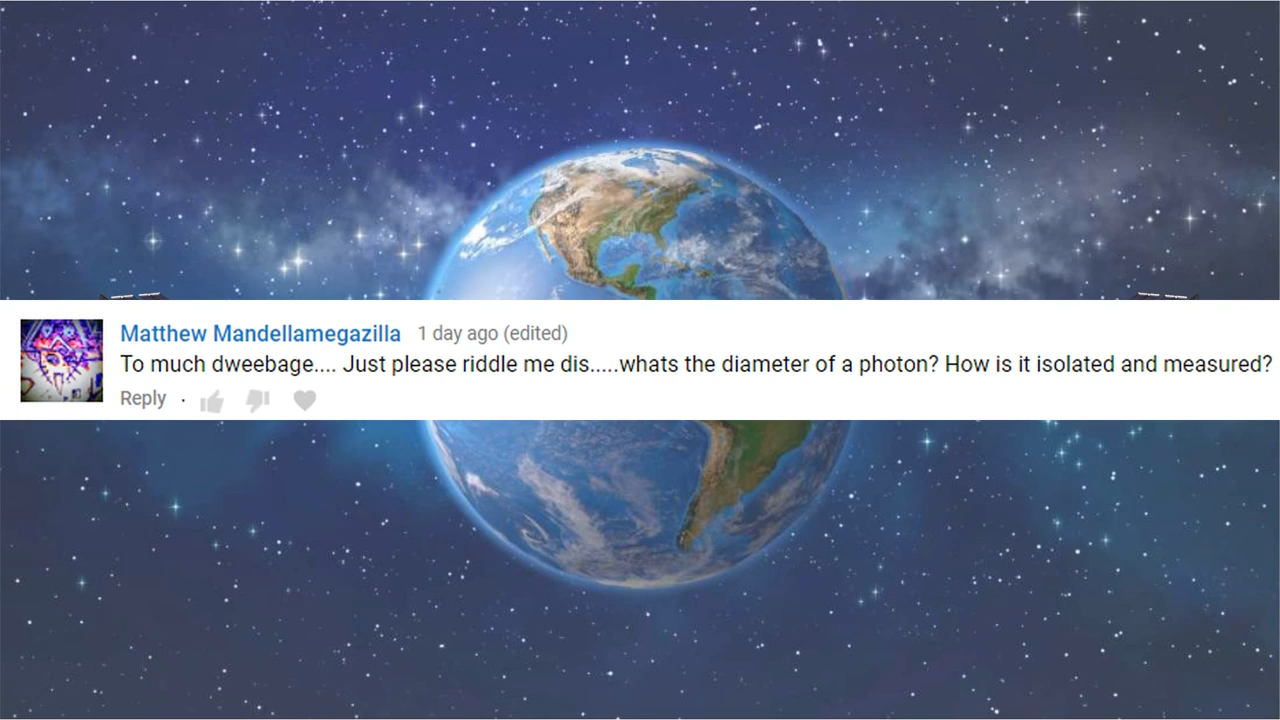 Matthew Mandellamegazilla 1 day ago (edited)
To much dweebage.... Just please riddle me dis.....whats the diameter of a photon? How is it isolated and measured?
Reply ·